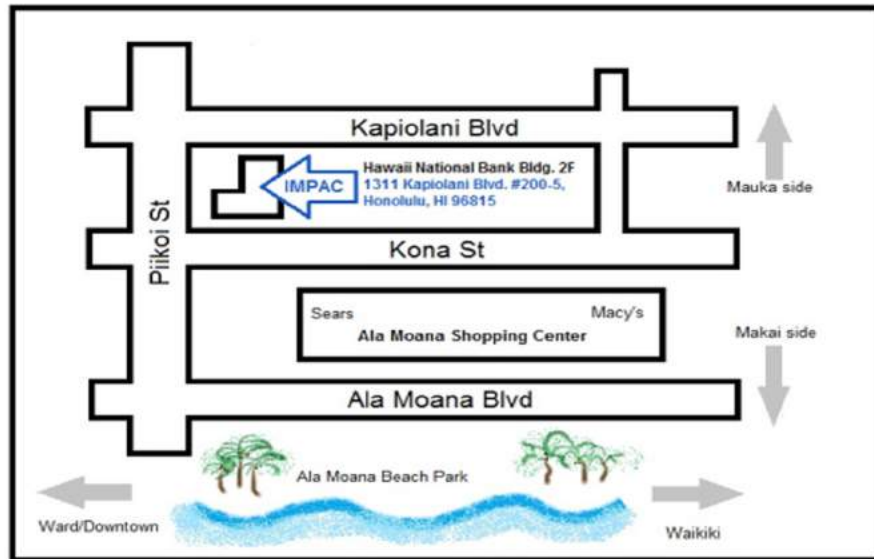 Kapiolani Blvd
Hawaii National Bank Bldg. 2F
IMPAC
1311 Kapiolani Blvd. #200-5,
Honolulu, HI 96815
Mauka side
Piikoi St
Kona St
Sears
Macy's
Ala Moana Shopping Center
Makai side
Ala Moana Blvd
Ala Moana Beach Park
Ward/Downtown
Waikiki